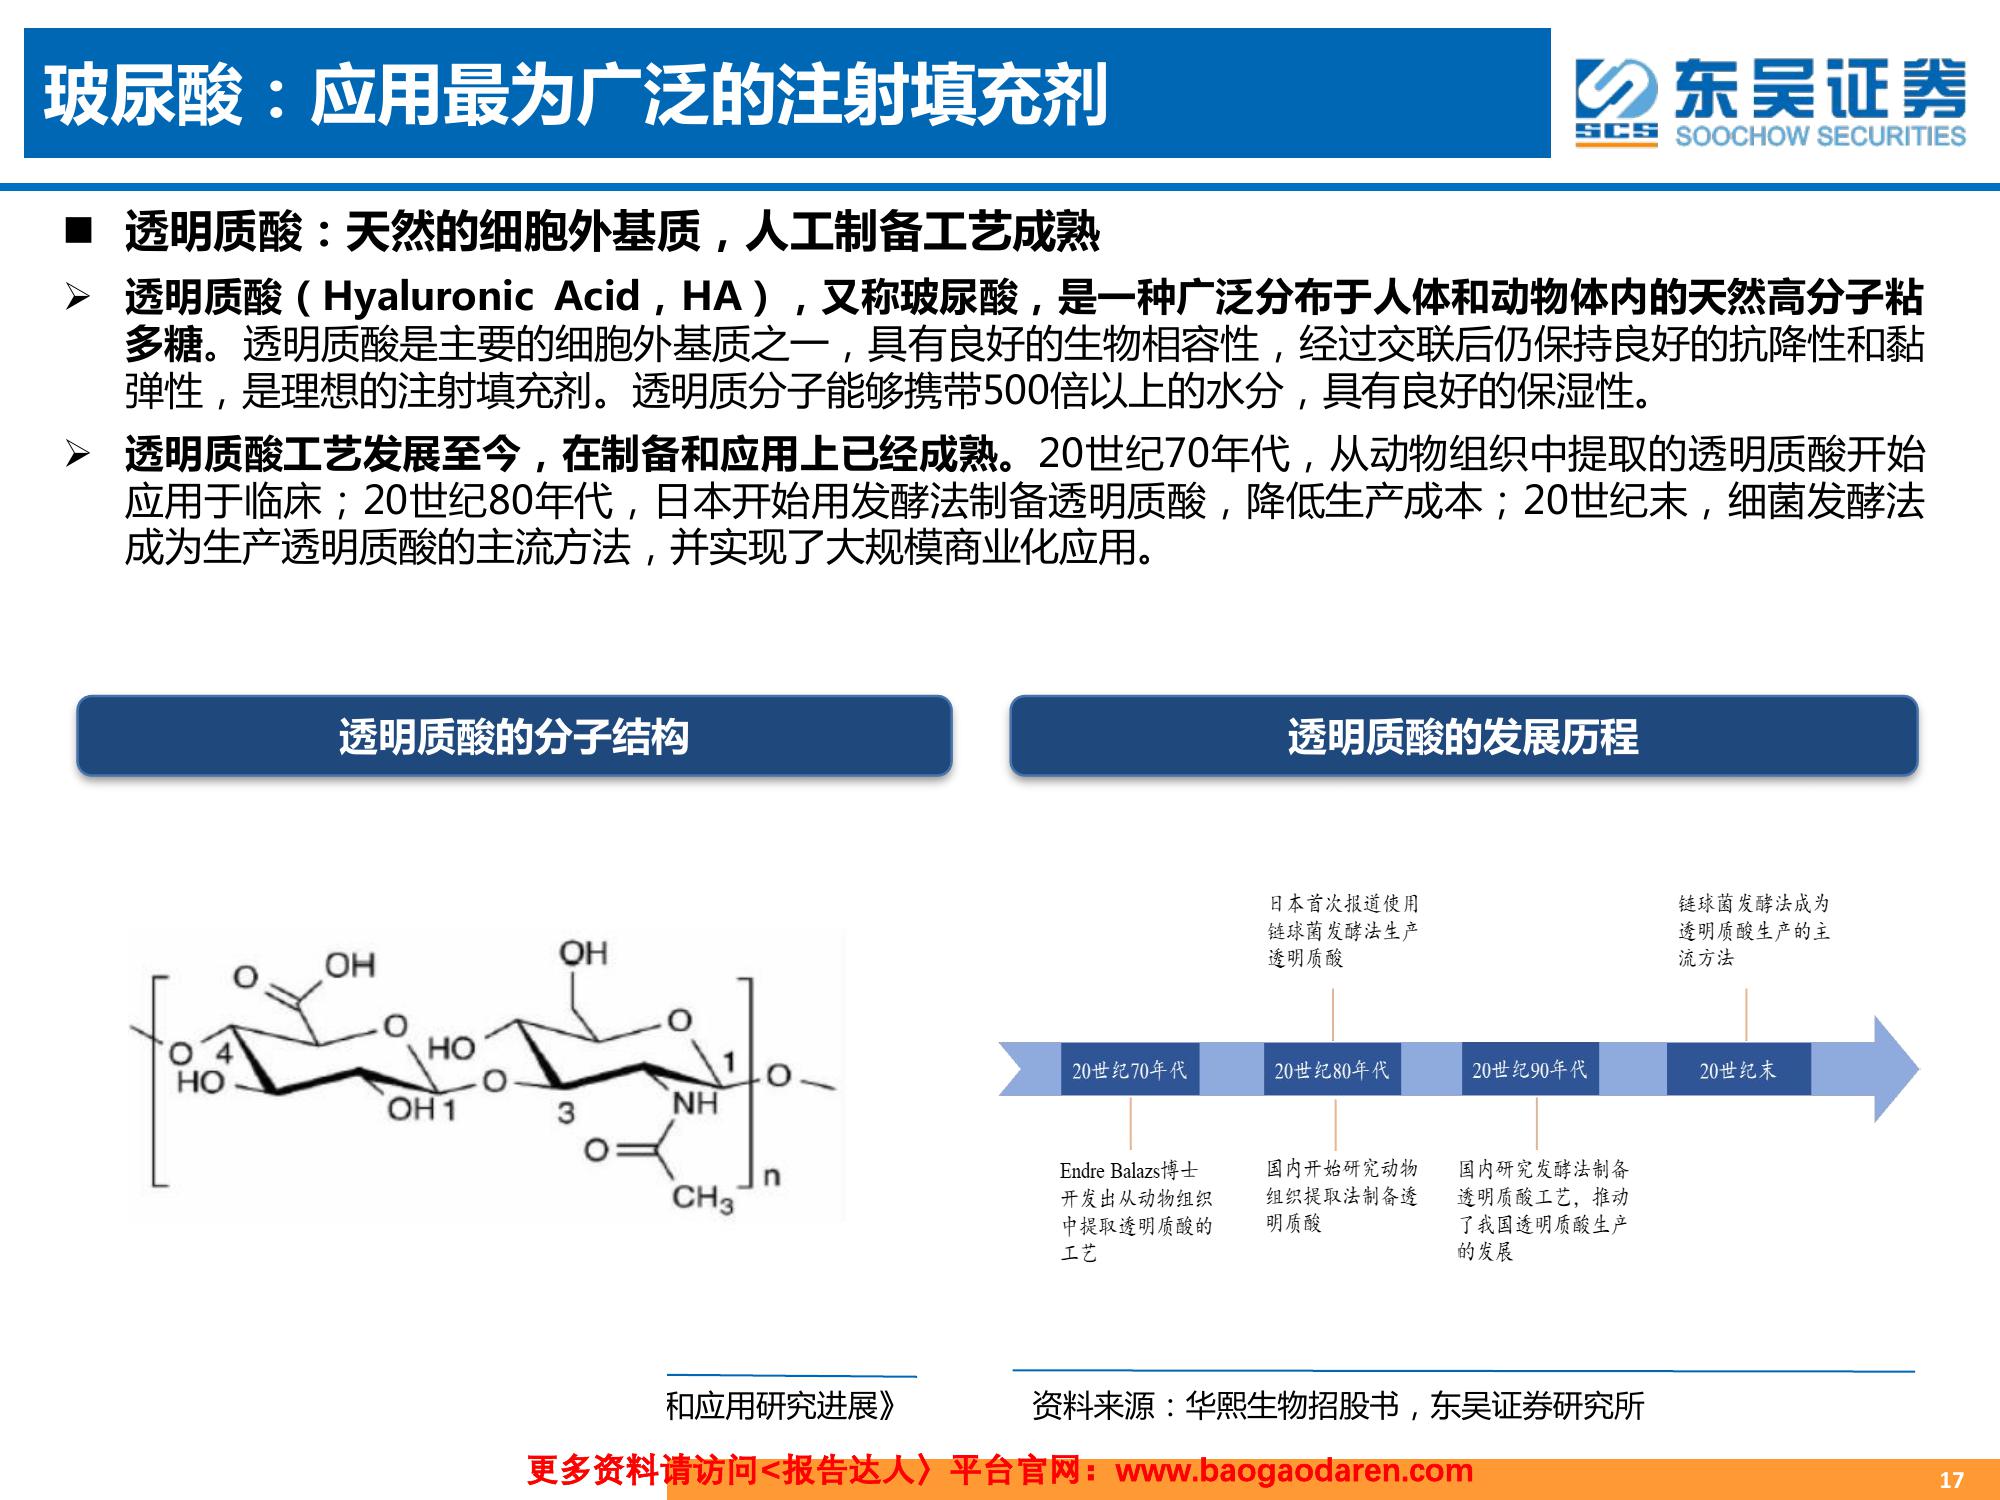 玻尿酸：应用最为广泛的注射填充剂
SCS
东吴证券
SOOCHOW SECURITIES
■ 透明质酸：天然的细胞外基质，人工制备工艺成熟
➢ 透明质酸（Hyaluronic Acid，HA），又称玻尿酸，是一种广泛分布于人体和动物体内的天然高分子粘
多糖。透明质酸是主要的细胞外基质之一，具有良好的生物相容性，经过交联后仍保持良好的抗降性和黏
弹性，是理想的注射填充剂。透明质分子能够携带500倍以上的水分，具有良好的保湿性。
➢ 透明质酸工艺发展至今，在制备和应用上已经成熟。20世纪70年代，从动物组织中提取的透明质酸开始
应用于临床；20世纪80年代，日本开始用发酵法制备透明质酸，降低生产成本；20世纪末，细菌发酵法
成为生产透明质酸的主流方法，并实现了大规模商业化应用。
透明质酸的分子结构
O
OH
OH
O
O
4
HO
HO
O
1
O
O
OH
1
3
NH
O
CH3
n
透明质酸的发展历程
日本首次报道使用
链球菌发酵法生产
透明质酸
链球菌发酵法成为
透明质酸生产的主
流方法
20世纪70年代
20世纪80年代
20世纪90年代
20世纪末
Endre Balazs博士
开发出从动物组织
中提取透明质酸的
工艺
国内开始研究动物
组织提取法制备透
明质酸
国内研究发酵法制备
透明质酸工艺，推动
了我国透明质酸生产
的发展
和应用研究进展》
资料来源：华熙生物招股书，东吴证券研究所
更多资料请访问<报告达人〉平台官网：www.baogaodaren.com
17